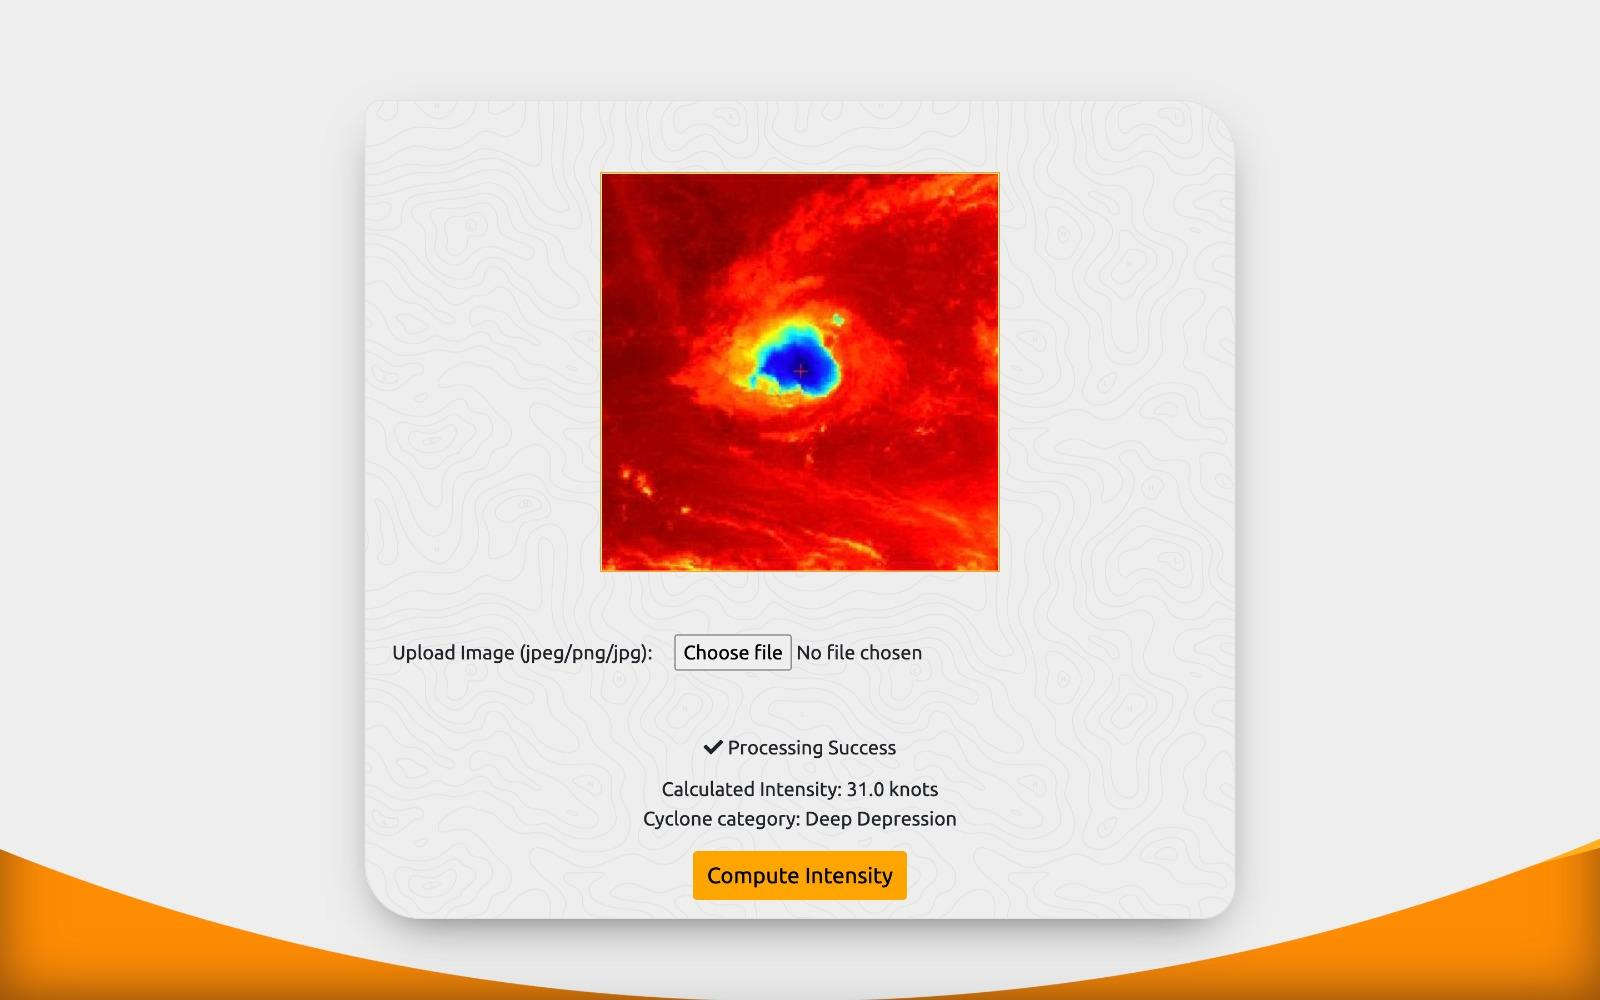 Upload Image (jpeg/png/jpg): Choose file No file chosen
✔ Processing Success
Calculated Intensity: 31.0 knots
Cyclone category: Deep Depression
Compute Intensity